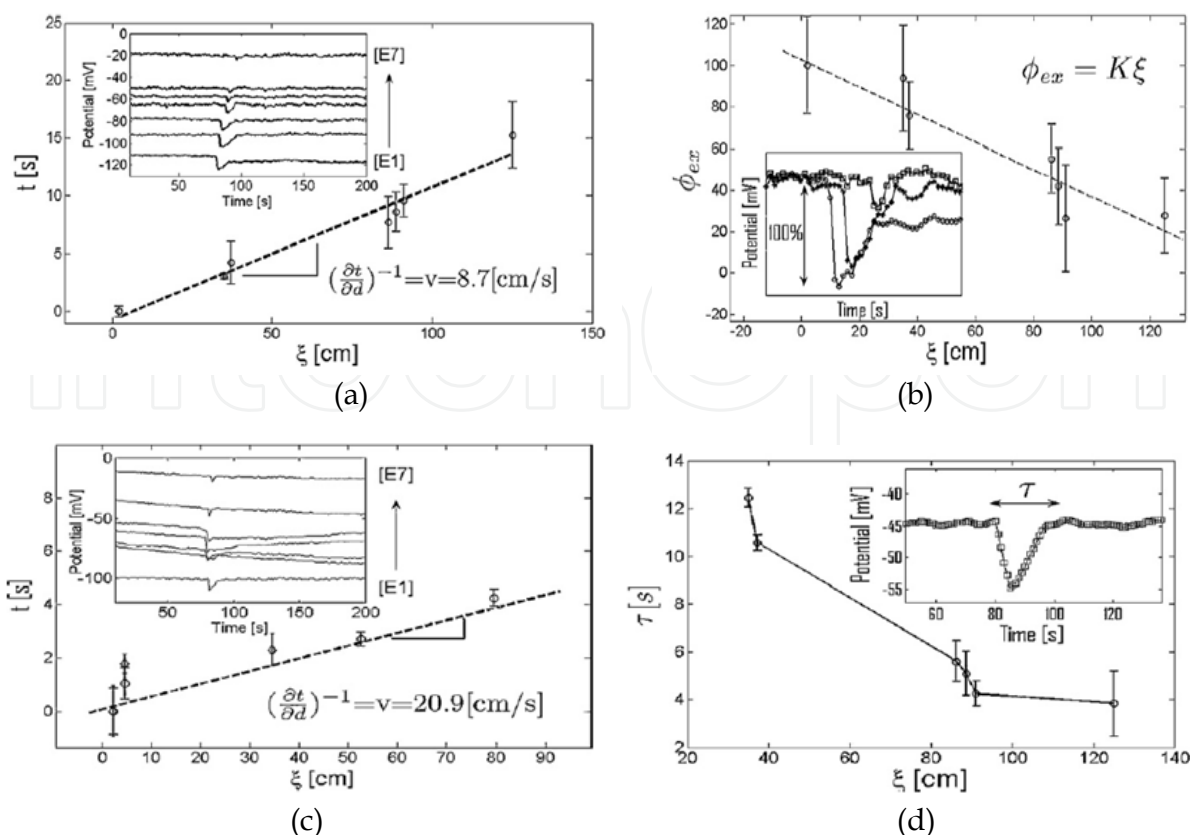 25
20
15
10
5
0
t [s]
0
-20
-40
-60
-80
-100
-120
Potential [mV]
50
100
150
200
Time [s]
[E7]
[E1]
(∂t/∂d)⁻¹=v=8.7[cm/s]
0
50
100
150
ξ [cm]
(a)
120
100
80
60
40
20
0
20
ϕex
ϕex = Kξ
Potential [mV]
100%
Time [s]
-20
0
20
40
60
80
100
120
ξ [cm]
(b)
8
6
4
2
0
t [s]
0
-50
-100
Potential [mV]
50
100
150
200
Time [s]
[E7]
[E1]
(∂t/∂d)⁻¹=v=20.9[cm/s]
0
10
20
30
40
50
60
70
80
90
ξ [cm]
(c)
14
12
10
8
6
4
2
τ [s]
τ
-45
-45
-55
Potential [mV]
60
80
100
120
Time [s]
20
40
60
80
100
120
140
ξ [cm]
(d)